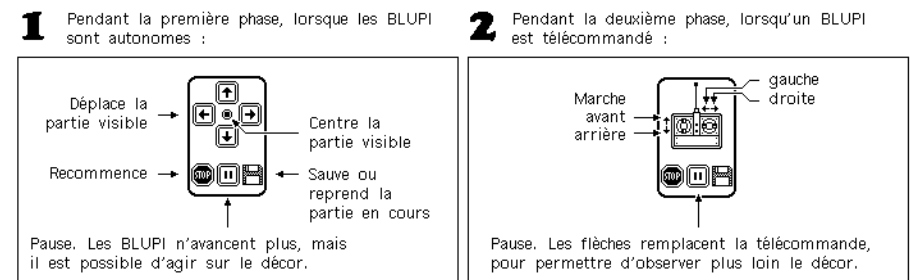 1 Pendant la première phase, lorsque les BLUPI
sont autonomes :
Déplace la
partie visible
Centre la
partie visible
Recommence
STOP
Sauve ou
reprend la
partie en cours
Pause. Les BLUPI n'avancent plus, mais
il est possible d'agir sur le décor.
2 Pendant la deuxième phase, lorsqu'un BLUPI
est télécommandé :
gauche
droite
Marche
avant
arrière
STOP
Pause. Les flèches remplacent la télécommande,
pour permettre d'observer plus loin le décor.